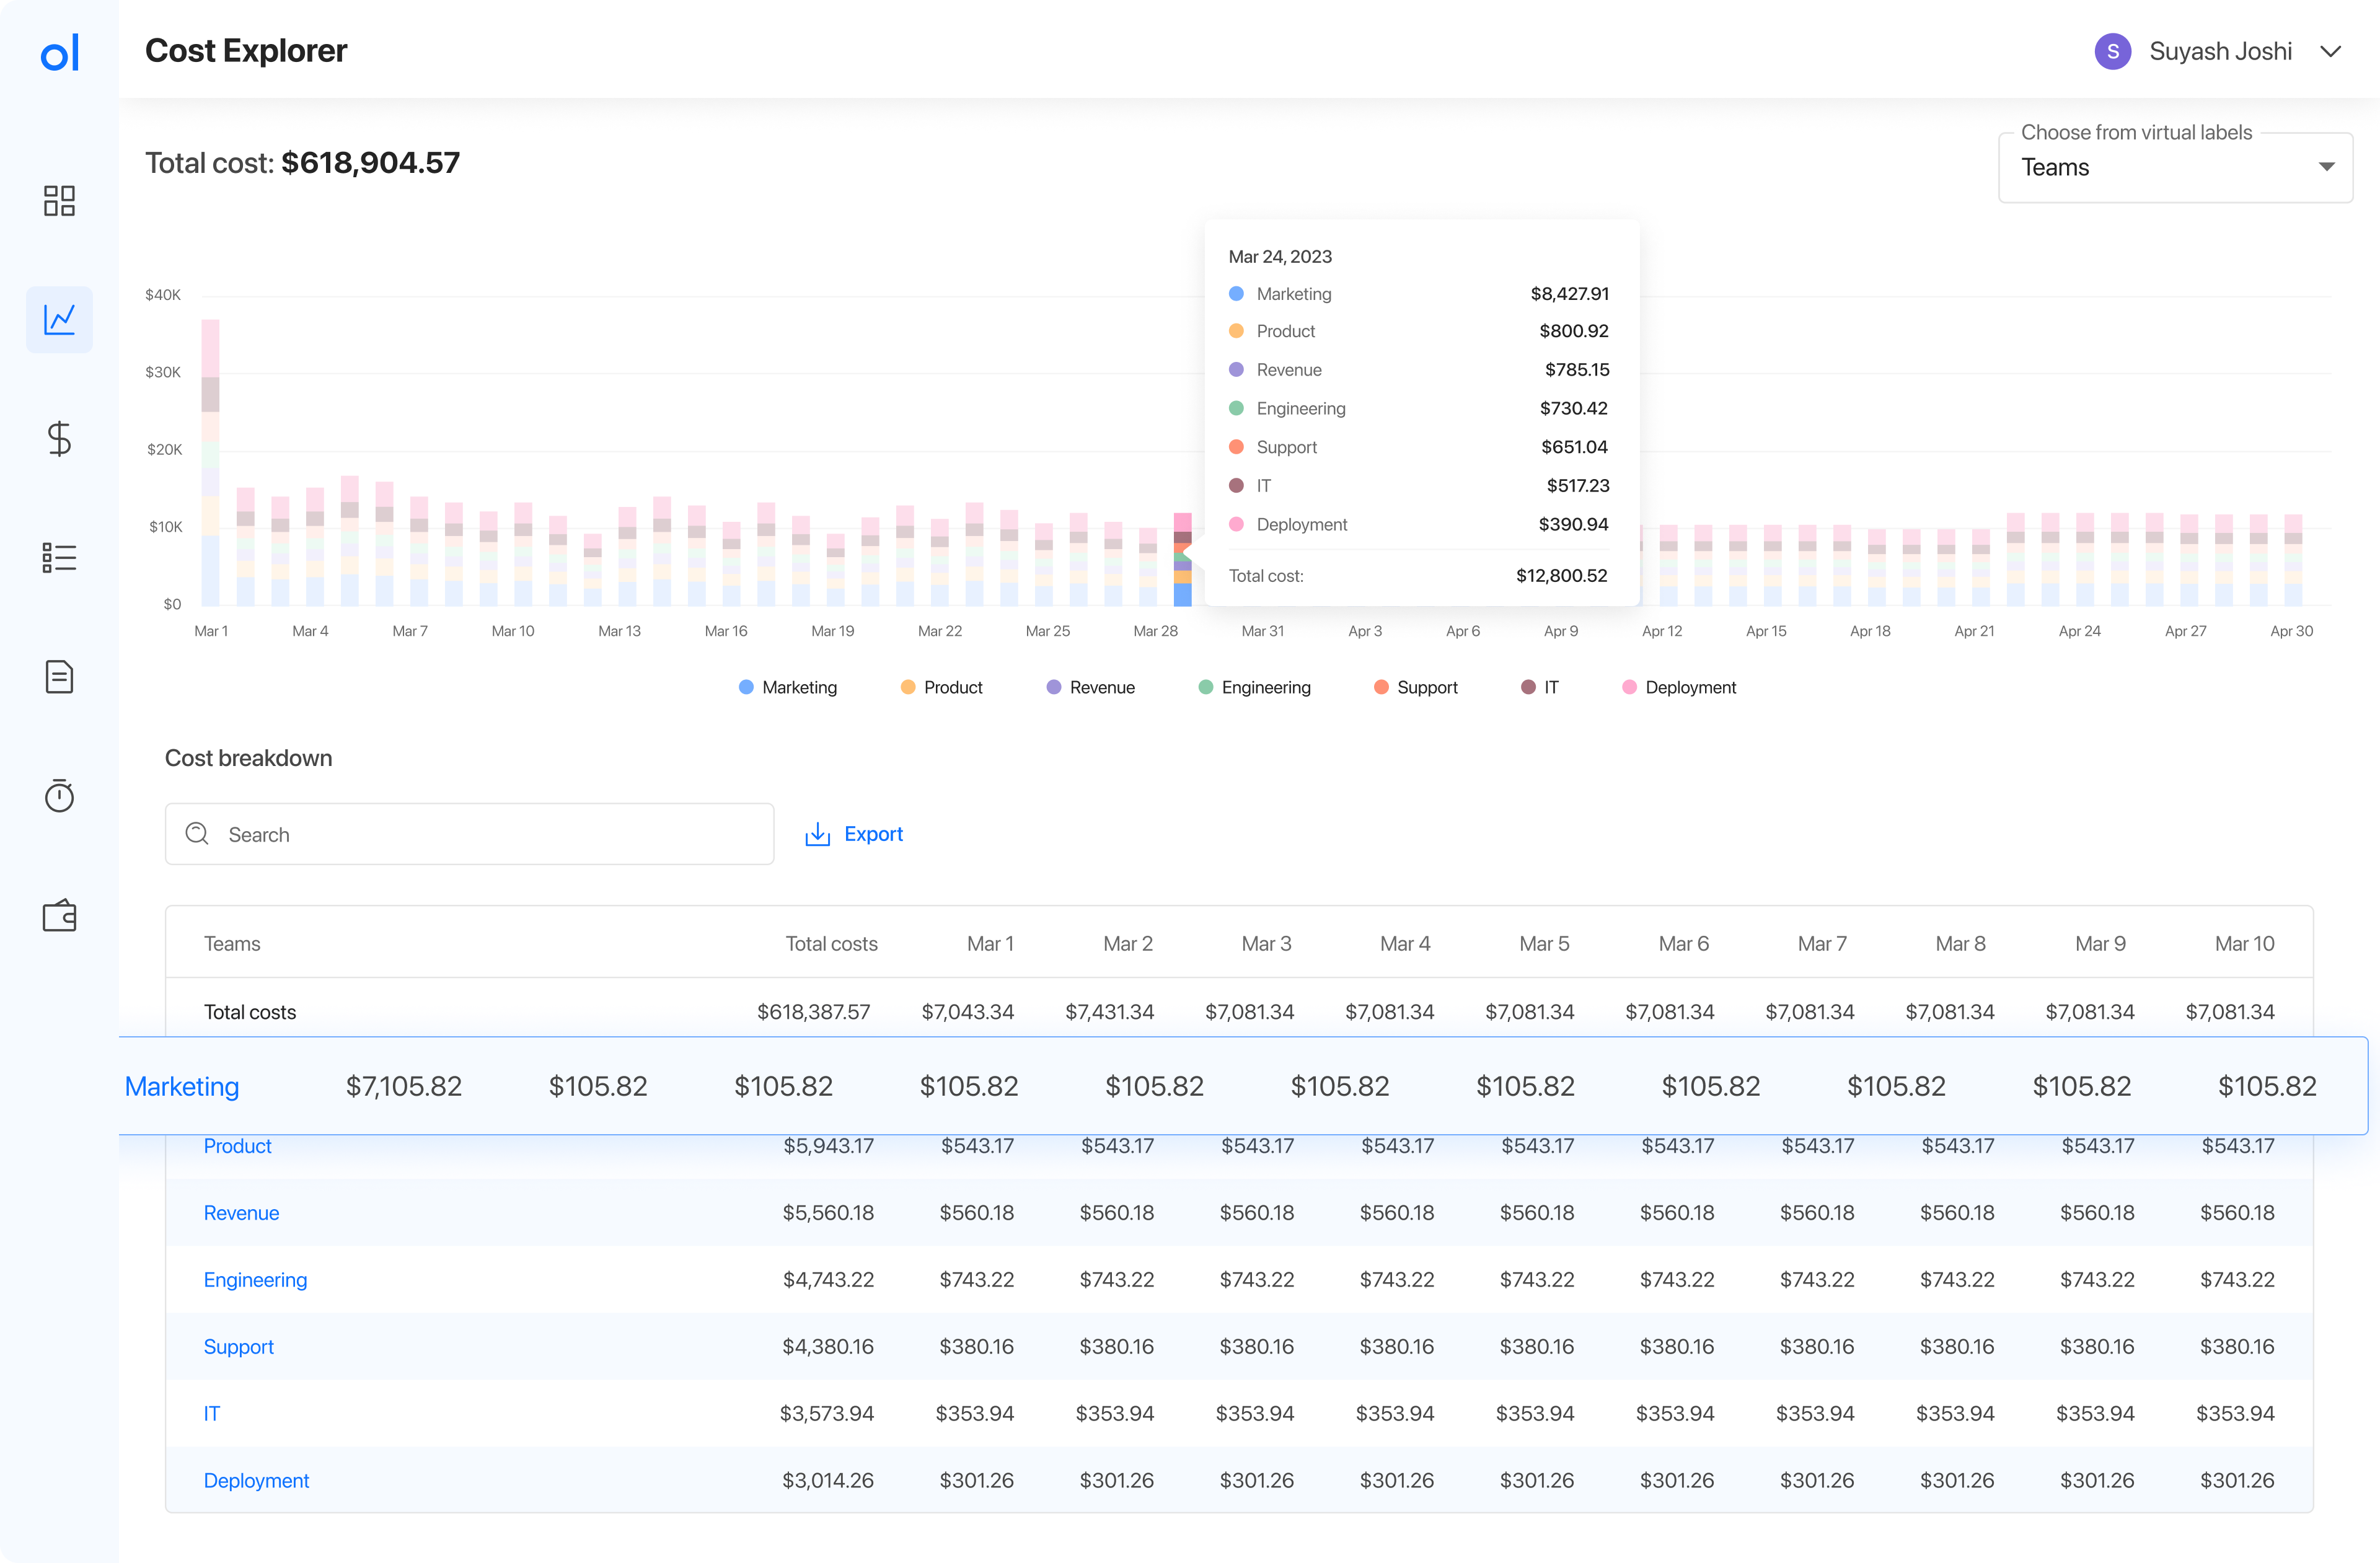 ol
Cost Explorer
S Suyash Joshi
Total cost: $618,904.57
Choose from virtual labels
Teams
Mar 24, 2023
Marketing $8,427.91
Product $800.92
Revenue $785.15
Engineering $730.42
Support $651.04
IT $517.23
Deployment $390.94
Total cost: $12,800.52
$40K
$30K
$20K
$10K
$0
Mar 1 Mar 4 Mar 7 Mar 10 Mar 13 Mar 16 Mar 19 Mar 22 Mar 25 Mar 28 Mar 31 Apr 3 Apr 6 Apr 9 Apr 12 Apr 15 Apr 18 Apr 21 Apr 24 Apr 27 Apr 30
Marketing Product Revenue Engineering Support IT Deployment
Cost breakdown
Search Export
Teams Total costs Mar 1 Mar 2 Mar 3 Mar 4 Mar 5 Mar 6 Mar 7 Mar 8 Mar 9 Mar 10
Total costs $618,387.57 $7,043.34 $7,431.34 $7,081.34 $7,081.34 $7,081.34 $7,081.34 $7,081.34 $7,081.34 $7,081.34 $7,081.34
Marketing $7,105.82 $105.82 $105.82 $105.82 $105.82 $105.82 $105.82 $105.82 $105.82 $105.82 $105.82
Product $5,943.17 $543.17 $543.17 $543.17 $543.17 $543.17 $543.17 $543.17 $543.17 $543.17 $543.17
Revenue $5,560.18 $560.18 $560.18 $560.18 $560.18 $560.18 $560.18 $560.18 $560.18 $560.18 $560.18
Engineering $4,743.22 $743.22 $743.22 $743.22 $743.22 $743.22 $743.22 $743.22 $743.22 $743.22 $743.22
Support $4,380.16 $380.16 $380.16 $380.16 $380.16 $380.16 $380.16 $380.16 $380.16 $380.16 $380.16
IT $3,573.94 $353.94 $353.94 $353.94 $353.94 $353.94 $353.94 $353.94 $353.94 $353.94 $353.94
Deployment $3,014.26 $301.26 $301.26 $301.26 $301.26 $301.26 $301.26 $301.26 $301.26 $301.26 $301.26